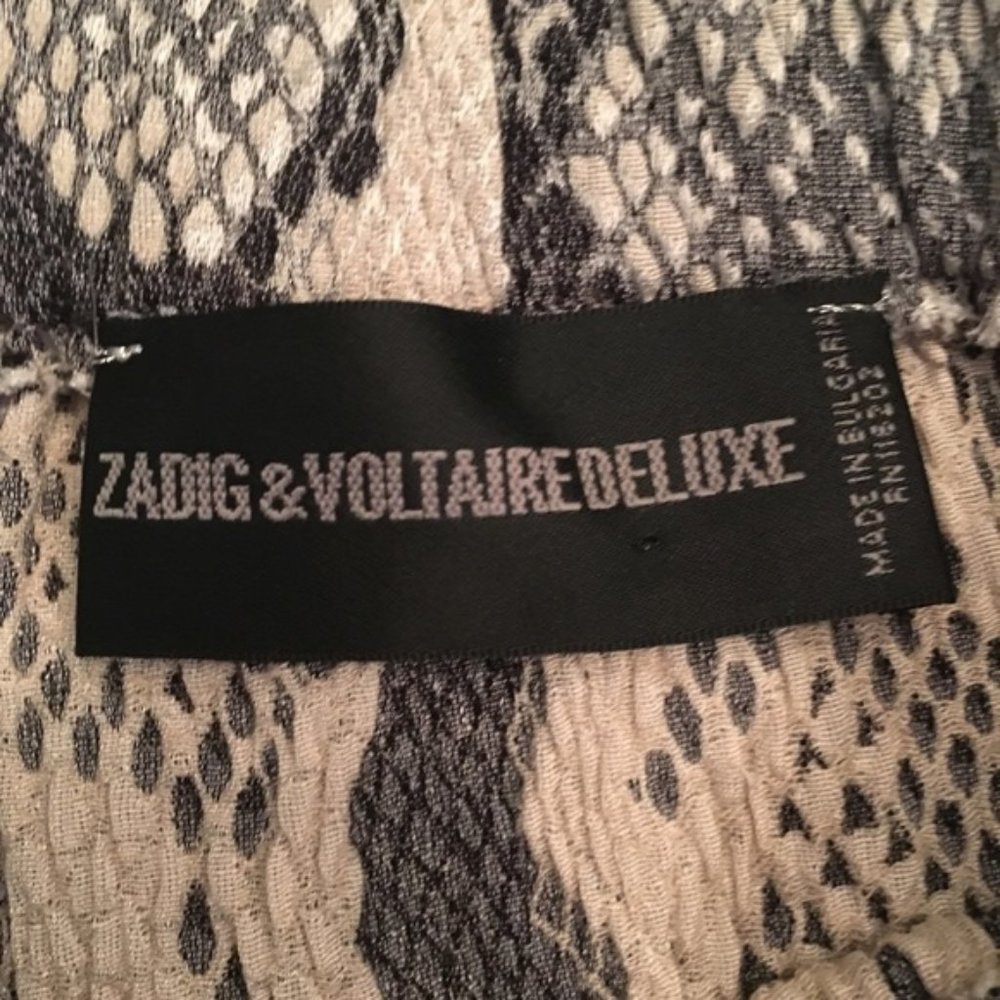 ZADIG&VOLTAIREDELUXE
MADE IN BULGARIA
RN118202